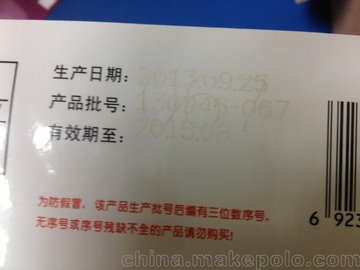 生产日期：2013.09.25
产品批号：130946-067
有效期至：2015.08
为防假冒，该产品生产批号后编有三位数序号，
无序号或序号残缺不全的产品请勿购买！
6 923
china.makepolo.com